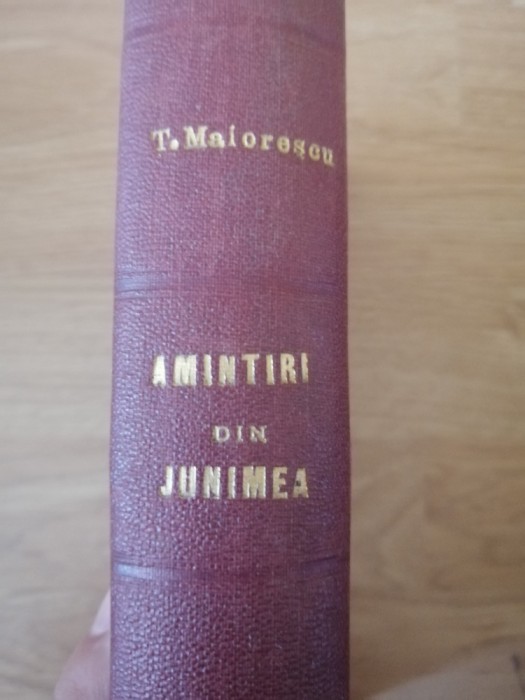 T. Maiorescu
AMINTIRI
DIN
JUNIMEA